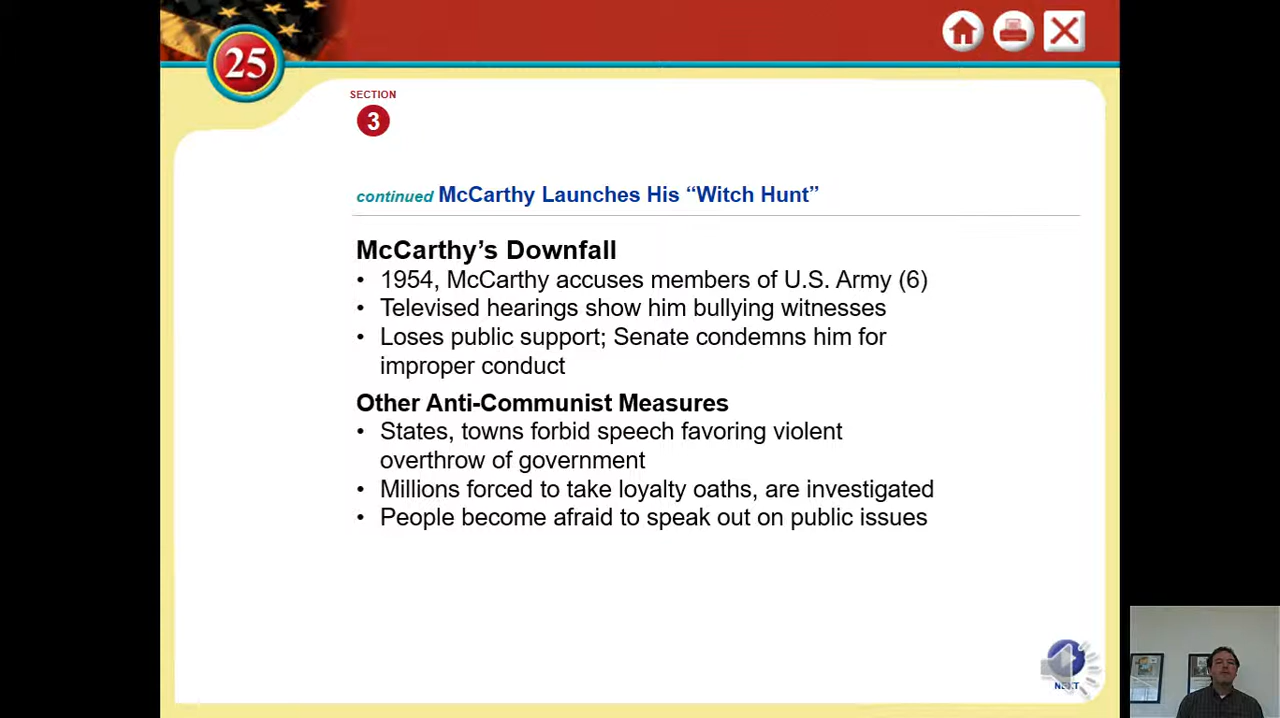 25
SECTION
3
continued McCarthy Launches His “Witch Hunt”
McCarthy’s Downfall
• 1954, McCarthy accuses members of U.S. Army (6)
• Televised hearings show him bullying witnesses
• Loses public support; Senate condemns him for
improper conduct
Other Anti-Communist Measures
• States, towns forbid speech favoring violent
overthrow of government
• Millions forced to take loyalty oaths, are investigated
• People become afraid to speak out on public issues
NEXT